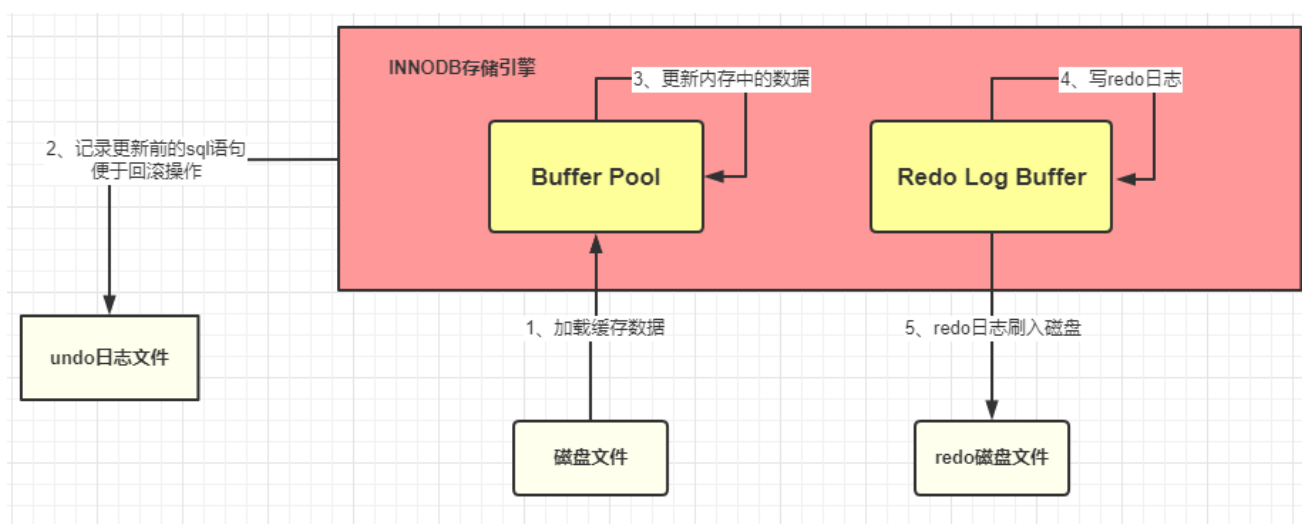 INNODB存储引擎
3、更新内存中的数据
4、写redo日志
2、记录更新前的sql语句
便于回滚操作
Buffer Pool
Redo Log Buffer
1、加载缓存数据
5、redo日志刷入磁盘
undo日志文件
磁盘文件
redo磁盘文件